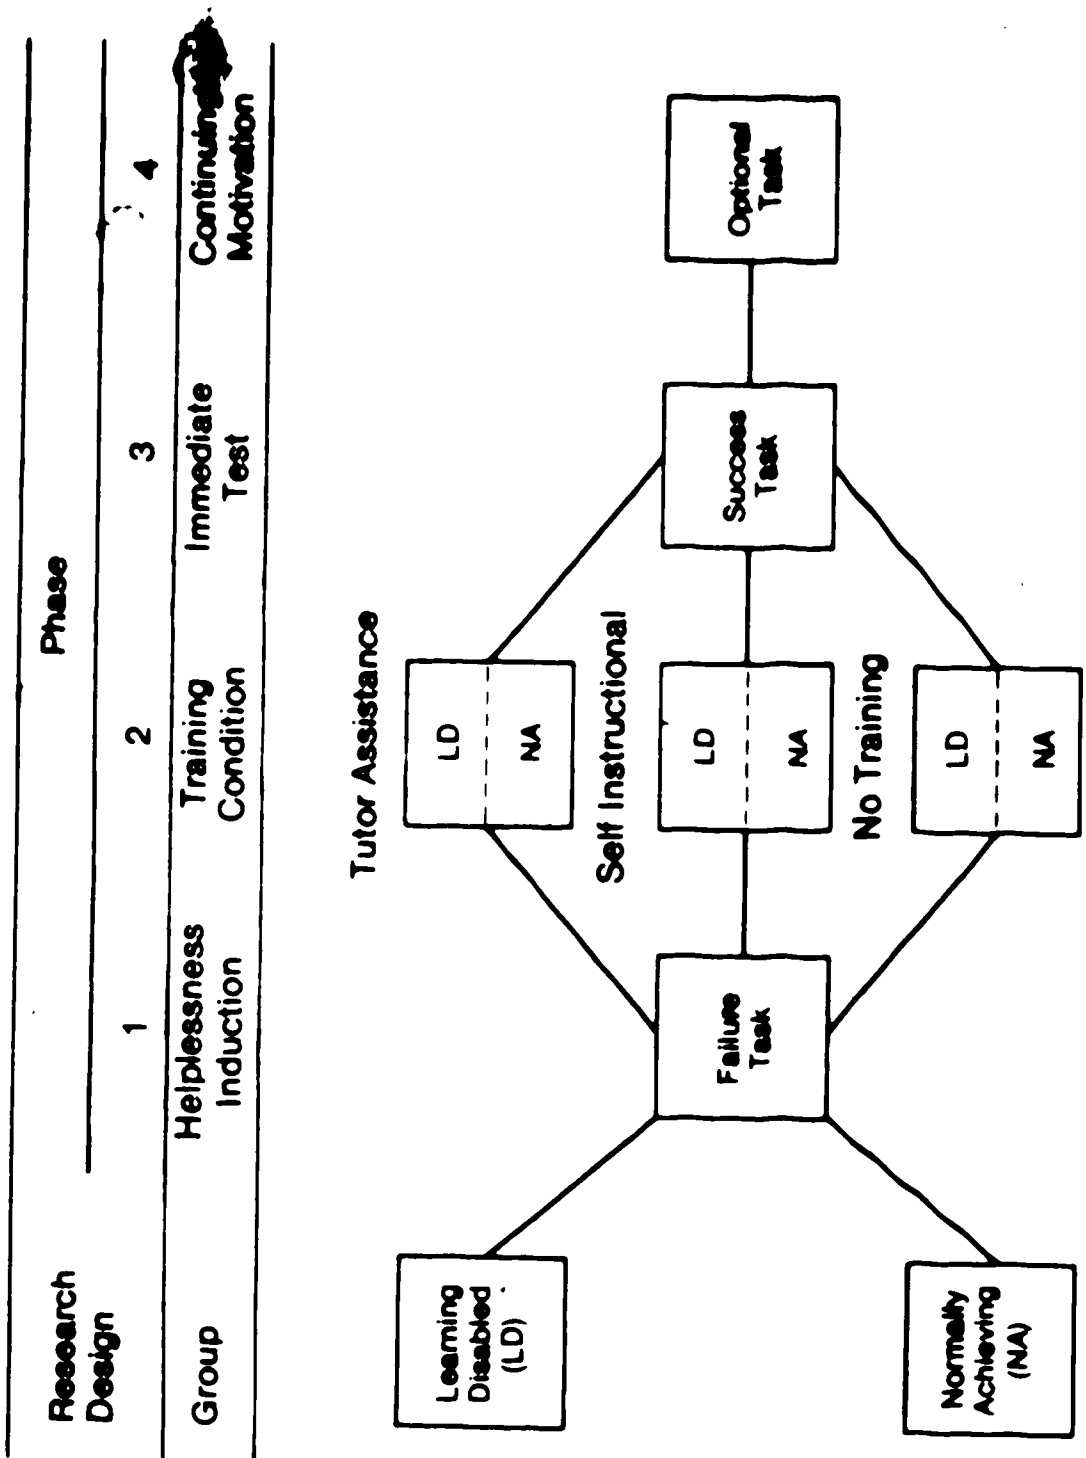 Research
Design
Phase
1
2
3
4
Group
Helplessness
Induction
Training
Condition
Immediate
Test
Continuing
Motivation
Tutor Assistance
LD
NA
Learning
Disabled
(LD)
Self Instructional
Failure
Task
LD
NA
Success
Task
Optional
Task
No Training
LD
NA
Normally
Achieving
(NA)